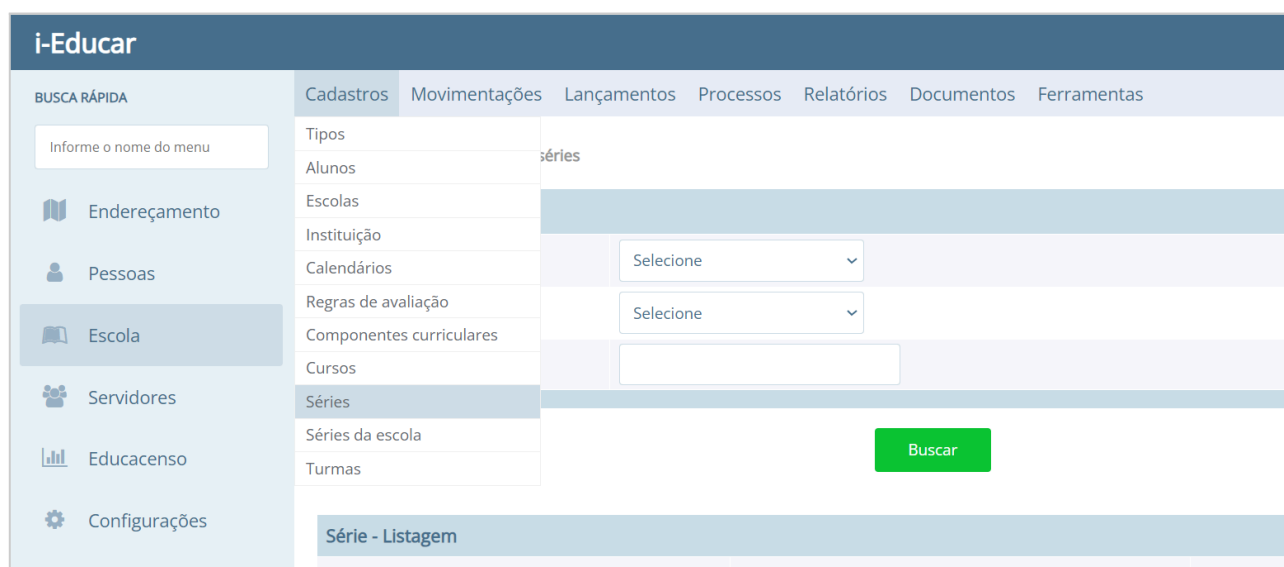 i-Educar
BUSCA RÁPIDA
Informe o nome do menu
Endereçamento
Pessoas
Escola
Servidores
Educacenso
Configurações
Cadastros Movimentações Lançamentos Processos Relatórios Documentos Ferramentas
Tipos
Alunos
Escolas
Instituição
Calendários
Regras de avaliação
Componentes curriculares
Cursos
Séries
Séries da escola
Turmas
séries
Selecione
Selecione
Buscar
Série - Listagem